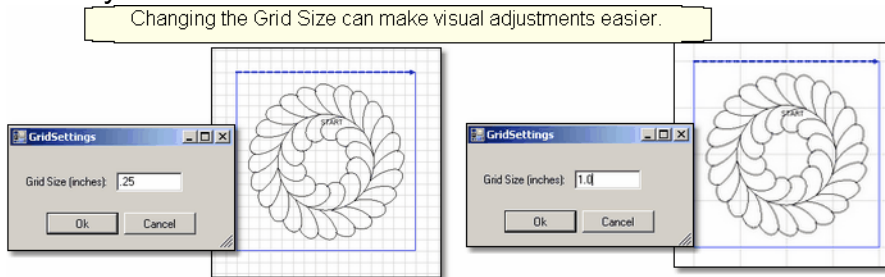 Changing the Grid Size can make visual adjustments easier.
START
GridSettings
Grid Size (inches): .25
Ok Cancel
START
GridSettings
Grid Size (inches): 1.0
Ok Cancel